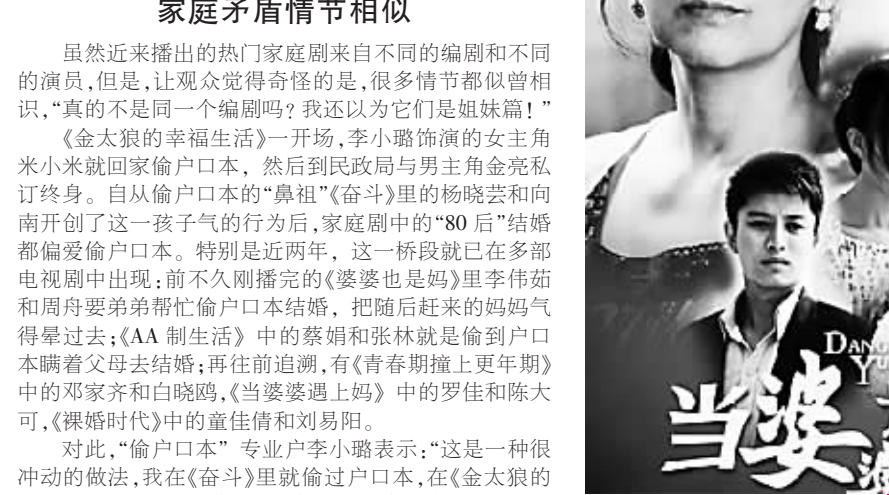 家庭矛盾情节相似
虽然近来播出的热门家庭剧来自不同的编剧和不同
的演员,但是,让观众觉得奇怪的是,很多情节都似曾相
识,“真的不是同一个编剧吗?我还以为它们是姐妹篇!”
《金太狼的幸福生活》一开场,李小璐饰演的女主角
米小米就回家偷户口本，然后到民政局与男主角金亮私
订终身。自从偷户口本的“鼻祖”《奋斗》里的杨晓芸和向
南开创了这一孩子气的行为后,家庭剧中的“80 后”结婚
都偏爱偷户口本。特别是近两年，这一桥段就已在多部
电视剧中出现:前不久刚播完的《婆婆也是妈》里李伟茹
和周舟要弟弟帮忙偷户口本结婚，把随后赶来的妈妈气
得晕过去;《AA 制生活》中的蔡娟和张林就是偷到户口
本瞒着父母去结婚;再往前追溯,有《青春期撞上更年期》
中的邓家齐和白晓鸥,《当婆婆遇上妈》中的罗佳和陈大
可,《裸婚时代》中的童佳倩和刘易阳。
对此,“偷户口本”专业户李小璐表示:“这是一种很
冲动的做法,我在《奋斗》里就偷过户口本,在《金太狼的
DANG
YU
当婆